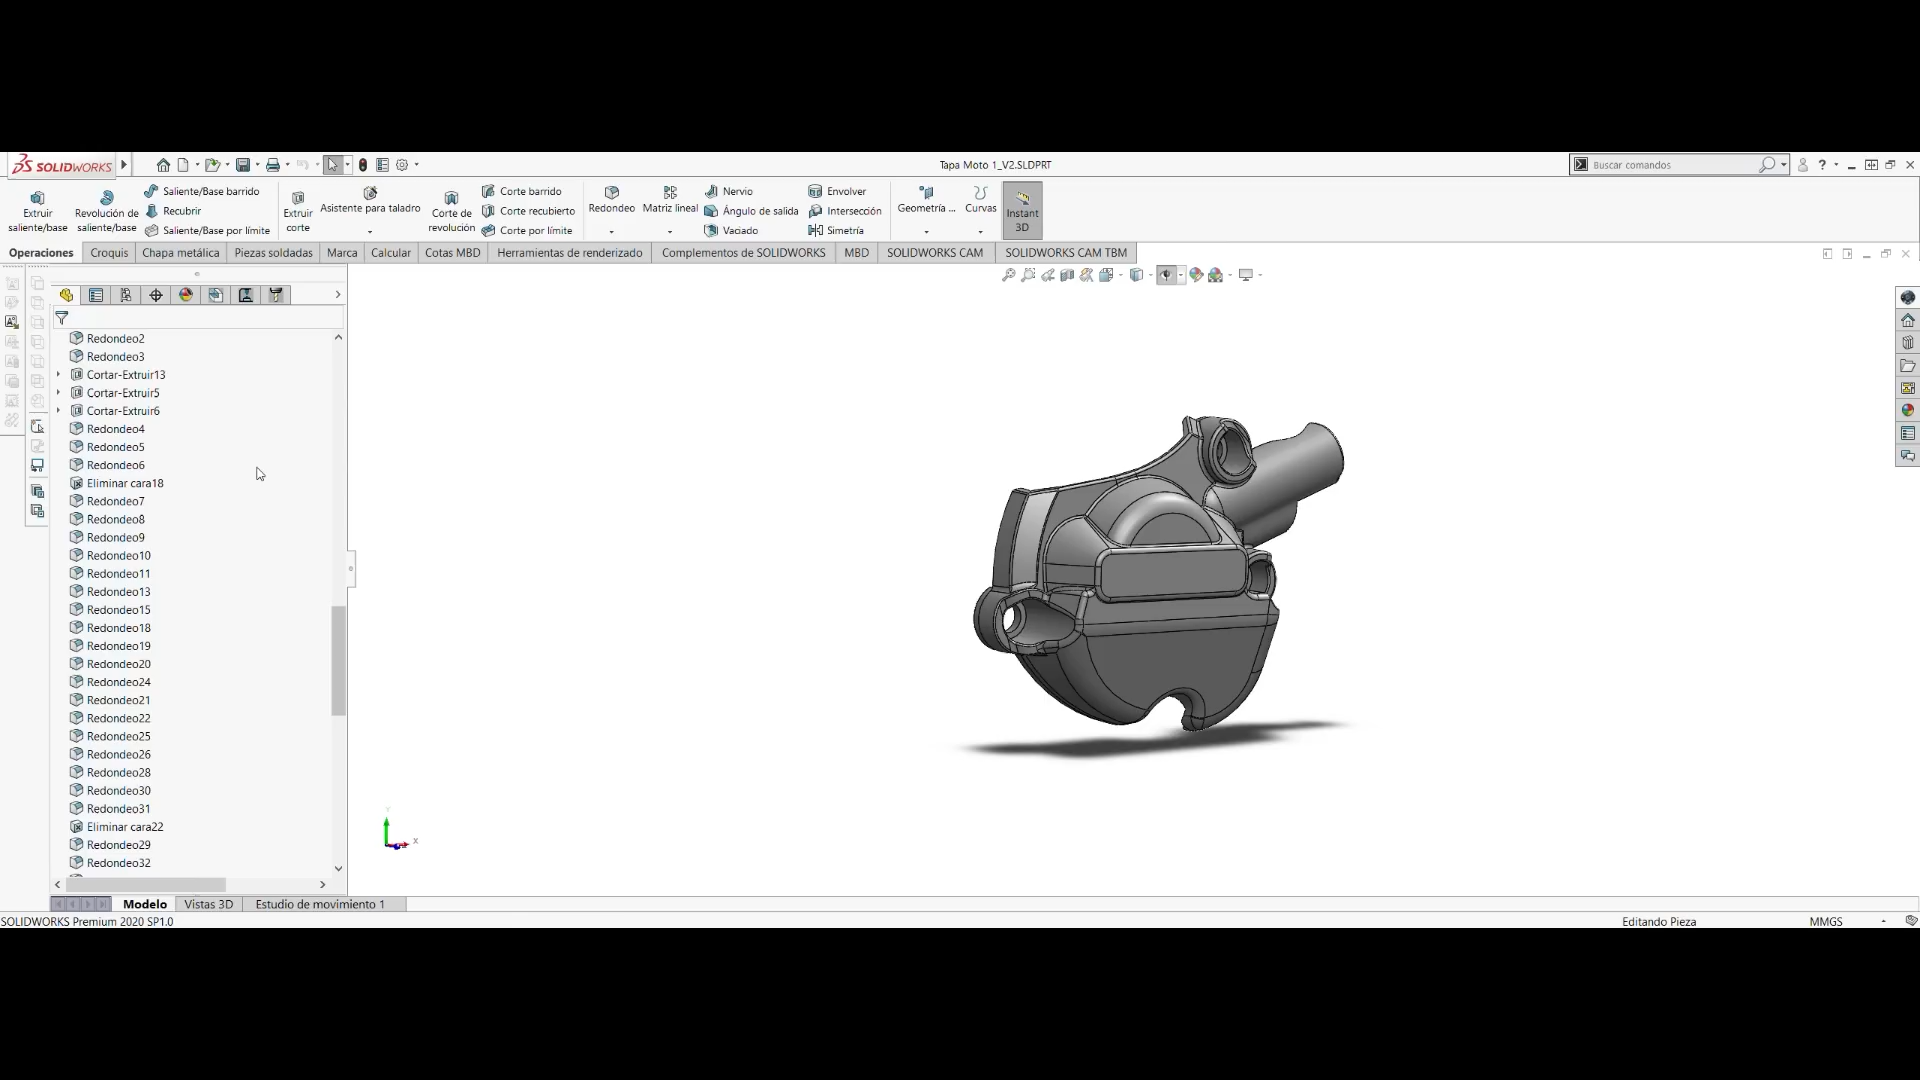 SOLIDWORKS
Tapa Moto 1_V2.SLDPRT
Buscar comandos
?
Extruir saliente/base
Revolución de saliente/base
Saliente/Base barrido
Recubrir
Saliente/Base por límite
Extruir corte
Asistente para taladro
Corte de revolución
Corte barrido
Corte recubierto
Corte por límite
Redondeo
Matriz lineal
Nervio
Ángulo de salida
Vaciado
Envolver
Intersección
Simetría
Geometría ...
Curvas
Instant 3D
Operaciones
Croquis
Chapa metálica
Piezas soldadas
Marca
Calcular
Cotas MBD
Herramientas de renderizado
Complementos de SOLIDWORKS
MBD
SOLIDWORKS CAM
SOLIDWORKS CAM TBM
Redondeo2
Redondeo3
Cortar-Extruir13
Cortar-Extruir5
Cortar-Extruir6
Redondeo4
Redondeo5
Redondeo6
Eliminar cara18
Redondeo7
Redondeo8
Redondeo9
Redondeo10
Redondeo11
Redondeo13
Redondeo15
Redondeo18
Redondeo19
Redondeo20
Redondeo24
Redondeo21
Redondeo22
Redondeo25
Redondeo26
Redondeo28
Redondeo30
Redondeo31
Eliminar cara22
Redondeo29
Redondeo32
Y
X
Modelo
Vistas 3D
Estudio de movimiento 1
SOLIDWORKS Premium 2020 SP1.0
Editando Pieza
MMGS